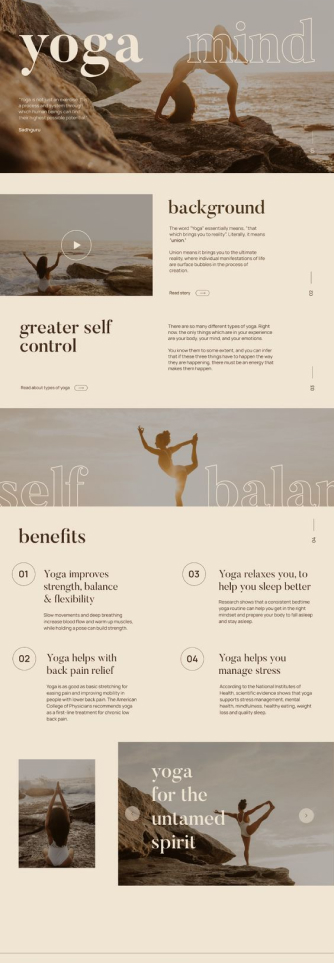 yoga mind
"Yoga is not just an exercise. It is
a process and system through
which human beings can find
their highest possible potential"
Sadhguru
background
The word "Yoga" essentially means, "that
which brings you to reality". Literally, it means
"union."
Union means it brings you to the ultimate
reality, where individual manifestations of life
are surface bubbles in the process of
creation.
Read story
greater self
control
There are so many different types of yoga. Right
now, the only things which are in your experience
are your body, your mind, and your emotions.
You know them to some extent, and you can infer
that if these three things have to happen the way
they are happening, there must be an energy that
makes them happen.
Read about types of yoga
self balan
benefits
01
Yoga improves
strength, balance
& flexibility
Slow movements and deep breathing
increase blood flow and warm up muscles,
while holding a pose can build strength.
03
Yoga relaxes you, to
help you sleep better
Research shows that a consistent bedtime
yoga routine can help you get in the right
mindset and prepare your body to fall asleep
and stay asleep.
02
Yoga helps with
back pain relief
Yoga is as good as basic stretching for
easing pain and improving mobility in
people with lower back pain. The American
College of Physicians recommends yoga
as a first-line treatment for chronic low
back pain.
04
Yoga helps you
manage stress
According to the National Institutes of
Health, scientific evidence shows that yoga
supports stress management, mental
health, mindfulness, healthy eating, weight
loss and quality sleep.
yoga
for the
untamed
spirit